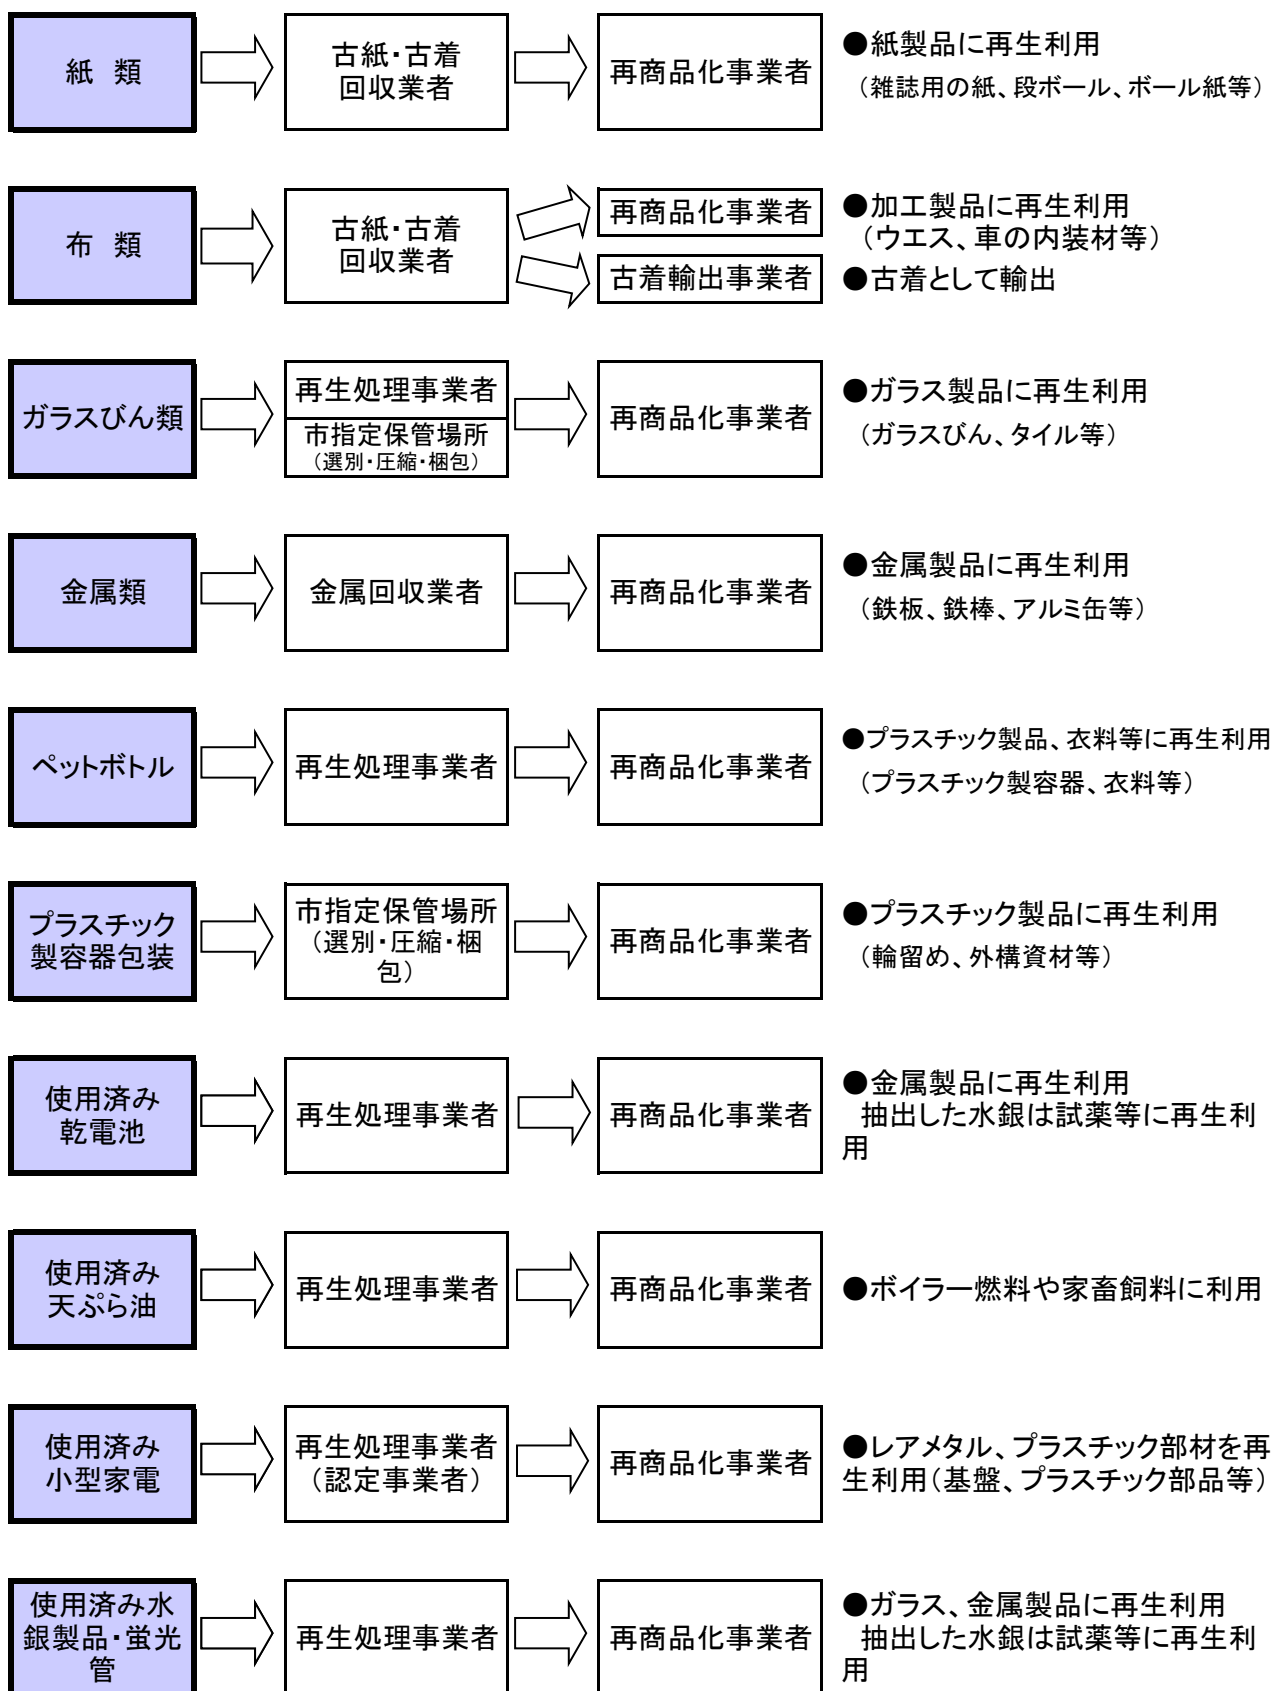 紙　類
古紙・古着
回収業者
再商品化事業者
●紙製品に再生利用
（雑誌用の紙、段ボール、ボール紙等）
布　類
古紙・古着
回収業者
再商品化事業者
古着輸出事業者
●加工製品に再生利用
（ウエス、車の内装材等）
●古着として輸出
ガラスびん類
再生処理事業者
市指定保管場所
（選別・圧縮・梱包）
再商品化事業者
●ガラス製品に再生利用
（ガラスびん、タイル等）
金属類
金属回収業者
再商品化事業者
●金属製品に再生利用
（鉄板、鉄棒、アルミ缶等）
ペットボトル
再生処理事業者
再商品化事業者
●プラスチック製品、衣料等に再生利用
（プラスチック製容器、衣料等）
プラスチック
製容器包装
市指定保管場所
（選別・圧縮・梱
包）
再商品化事業者
●プラスチック製品に再生利用
（輪留め、外構資材等）
使用済み
乾電池
再生処理事業者
再商品化事業者
●金属製品に再生利用
抽出した水銀は試薬等に再生利
用
使用済み
天ぷら油
再生処理事業者
再商品化事業者
●ボイラー燃料や家畜飼料に利用
使用済み
小型家電
再生処理事業者
（認定事業者）
再商品化事業者
●レアメタル、プラスチック部材を再
生利用（基盤、プラスチック部品等）
使用済み水
銀製品・蛍光
管
再生処理事業者
再商品化事業者
●ガラス、金属製品に再生利用
抽出した水銀は試薬等に再生利
用